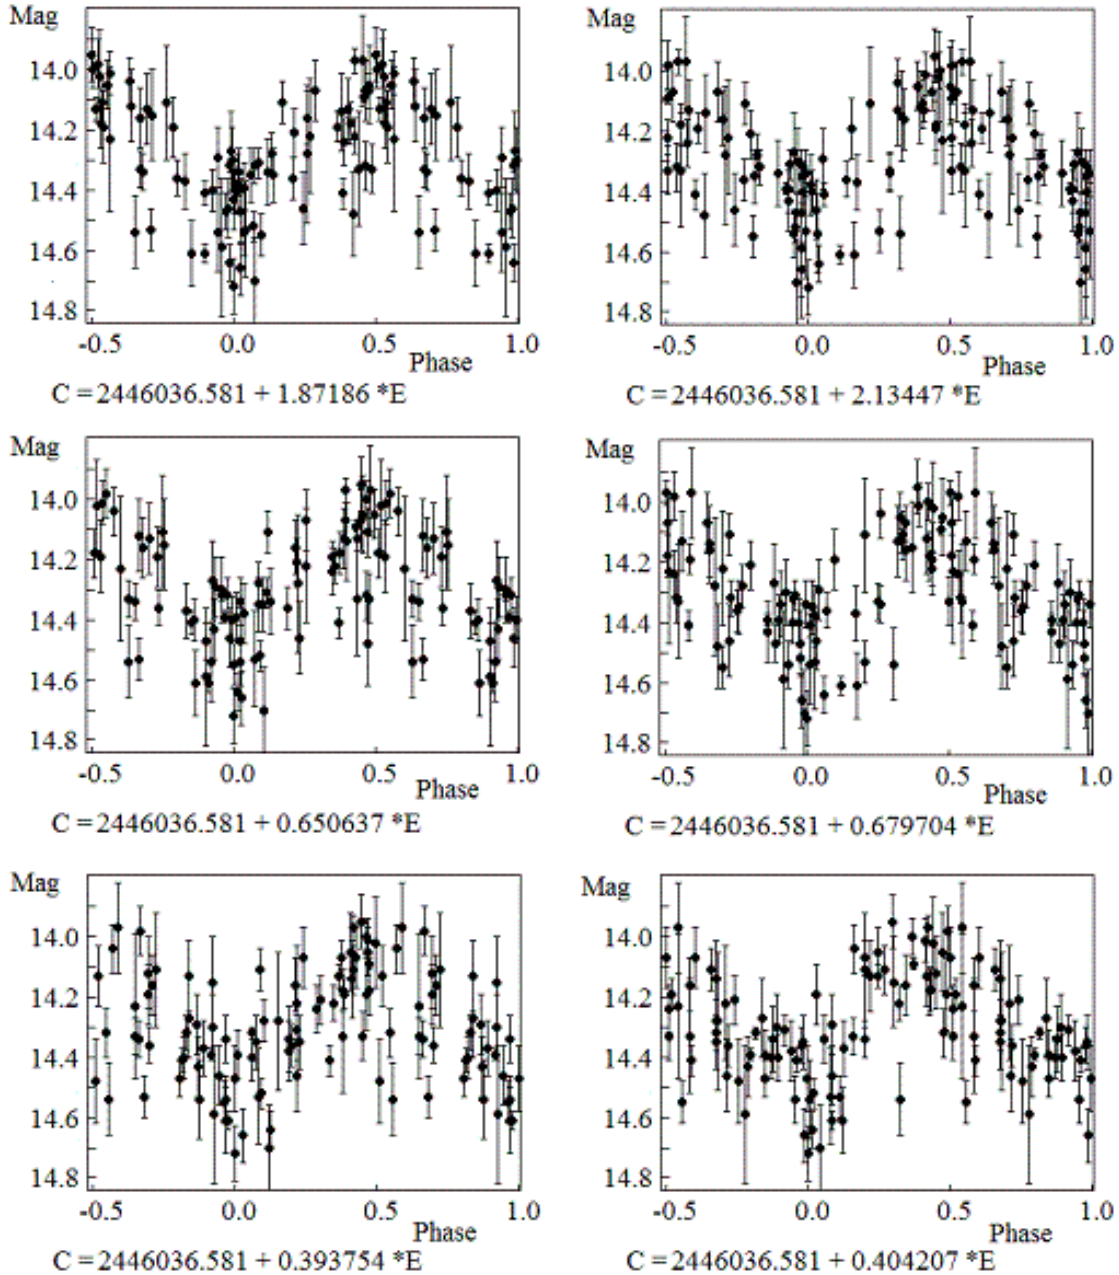 Mag
14.0
14.2
14.4
14.6
14.8
-0.5 0.0 0.5 1.0
Phase
C = 2446036.581 + 1.87186 *E
Mag
14.0
14.2
14.4
14.6
14.8
-0.5 0.0 0.5 1.0
Phase
C = 2446036.581 + 2.13447 *E
Mag
14.0
14.2
14.4
14.6
14.8
-0.5 0.0 0.5 1.0
Phase
C = 2446036.581 + 0.650637 *E
Mag
14.0
14.2
14.4
14.6
14.8
-0.5 0.0 0.5 1.0
Phase
C = 2446036.581 + 0.679704 *E
Mag
14.0
14.2
14.4
14.6
14.8
-0.5 0.0 0.5 1.0
Phase
C = 2446036.581 + 0.393754 *E
Mag
14.0
14.2
14.4
14.6
14.8
-0.5 0.0 0.5 1.0
Phase
C = 2446036.581 + 0.404207 *E